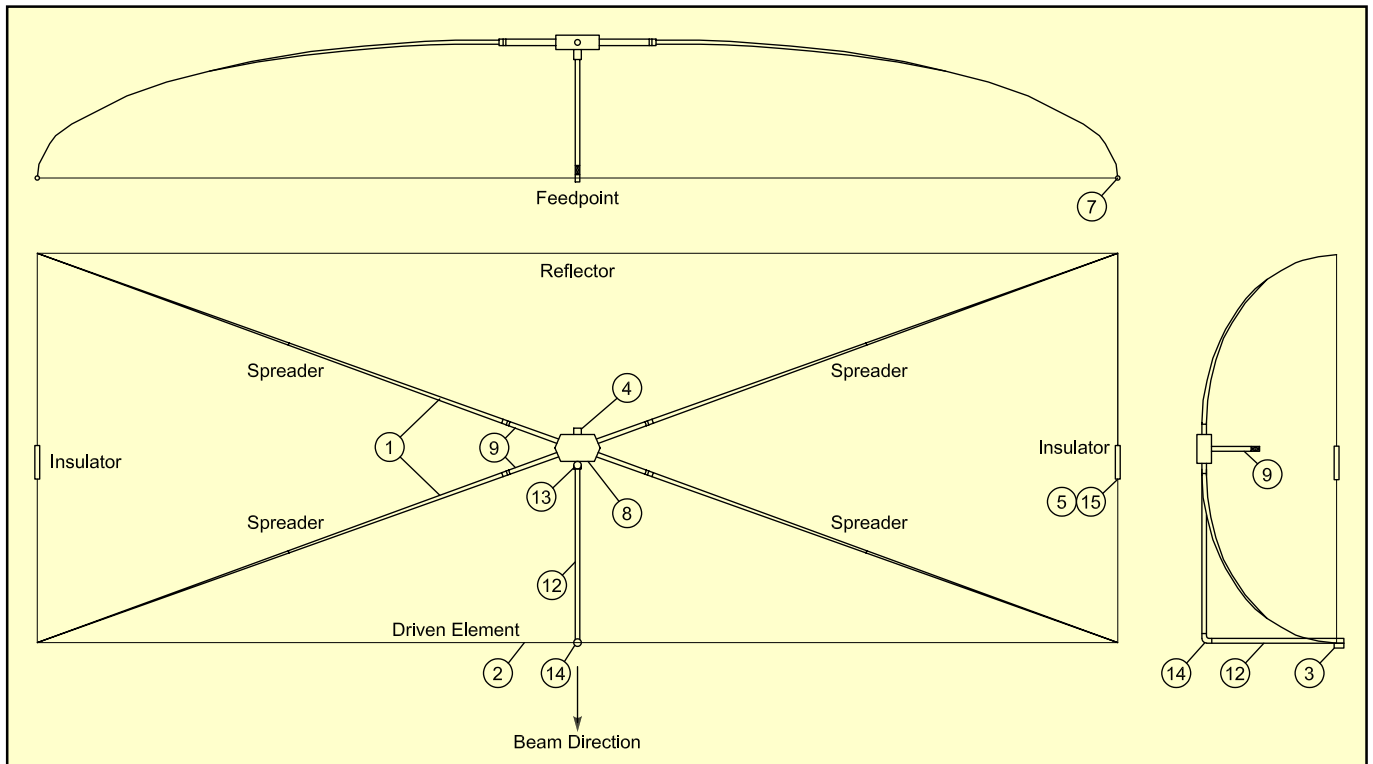 Feedpoint
7
Reflector
Spreader
Spreader
4
1
9
Insulator
Insulator
9
13
8
5 15
Spreader
Spreader
12
Driven Element
2
14
14
12
3
Beam Direction